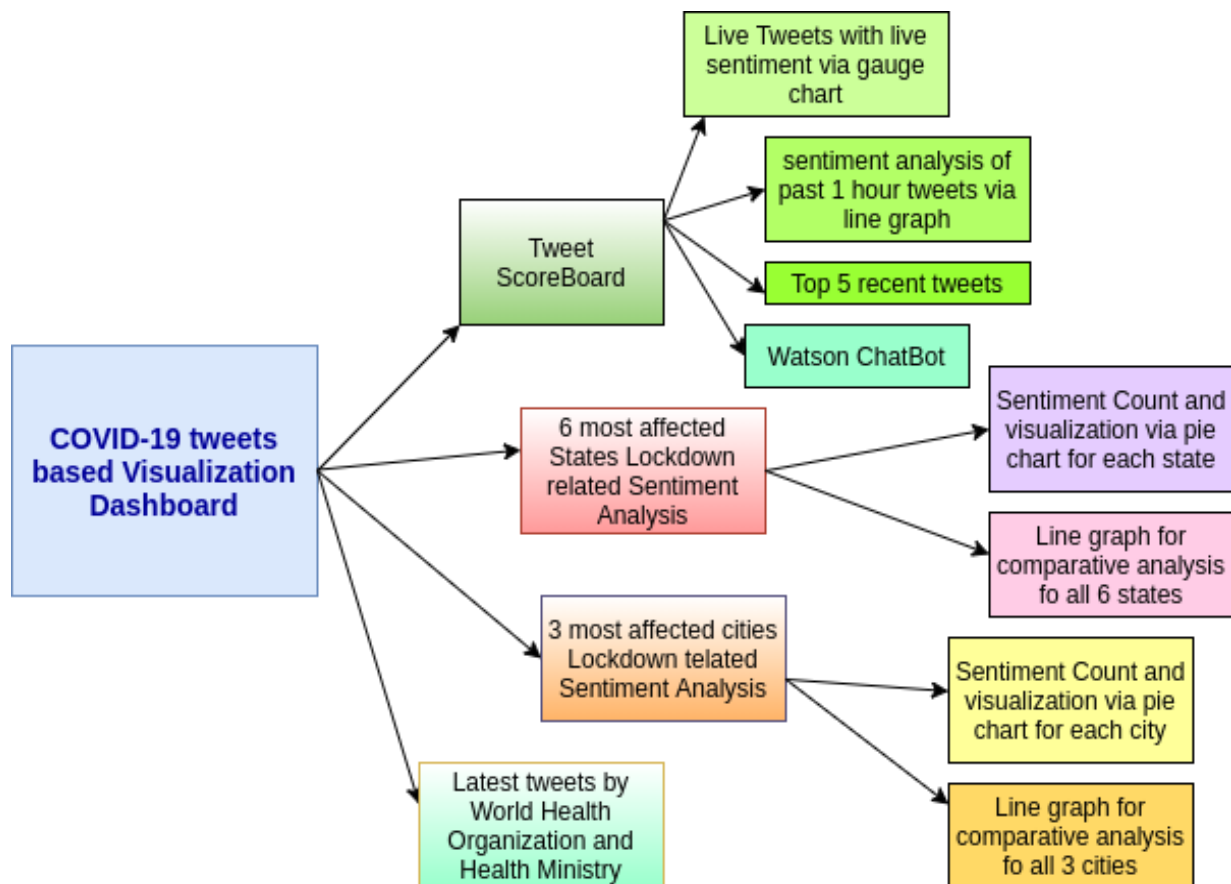 Live Tweets with live
sentiment via gauge
chart
sentiment analysis of
past 1 hour tweets via
line graph
Tweet
ScoreBoard
Top 5 recent tweets
Watson ChatBot
COVID-19 tweets
based Visualization
Dashboard
6 most affected
States Lockdown
related Sentiment
Analysis
Sentiment Count and
visualization via pie
chart for each state
Line graph for
comparative analysis
fo all 6 states
3 most affected cities
Lockdown telated
Sentiment Analysis
Sentiment Count and
visualization via pie
chart for each city
Line graph for
comparative analysis
fo all 3 cities
Latest tweets by
World Health
Organization and
Health Ministry